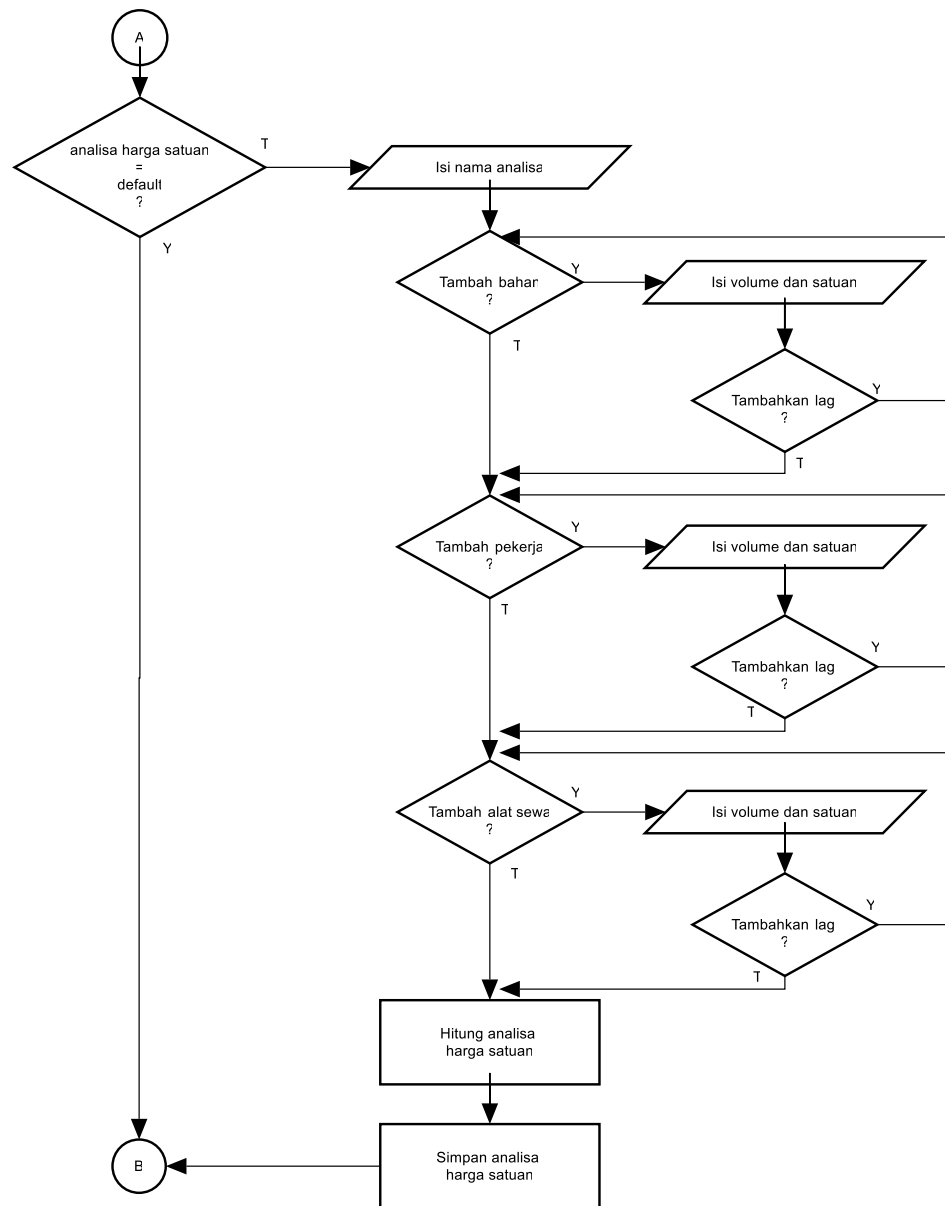 A
analisa harga satuan
=
default
?
T
Y
Isi nama analisa
Tambah bahan
?
Y
T
Isi volume dan satuan
Tambahkan lag
?
Y
T
Tambah pekerja
?
Y
T
Isi volume dan satuan
Tambahkan lag
?
Y
T
Tambah alat sewa
?
Y
T
Isi volume dan satuan
Tambahkan lag
?
Y
T
Hitung analisa
harga satuan
Simpan analisa
harga satuan
B